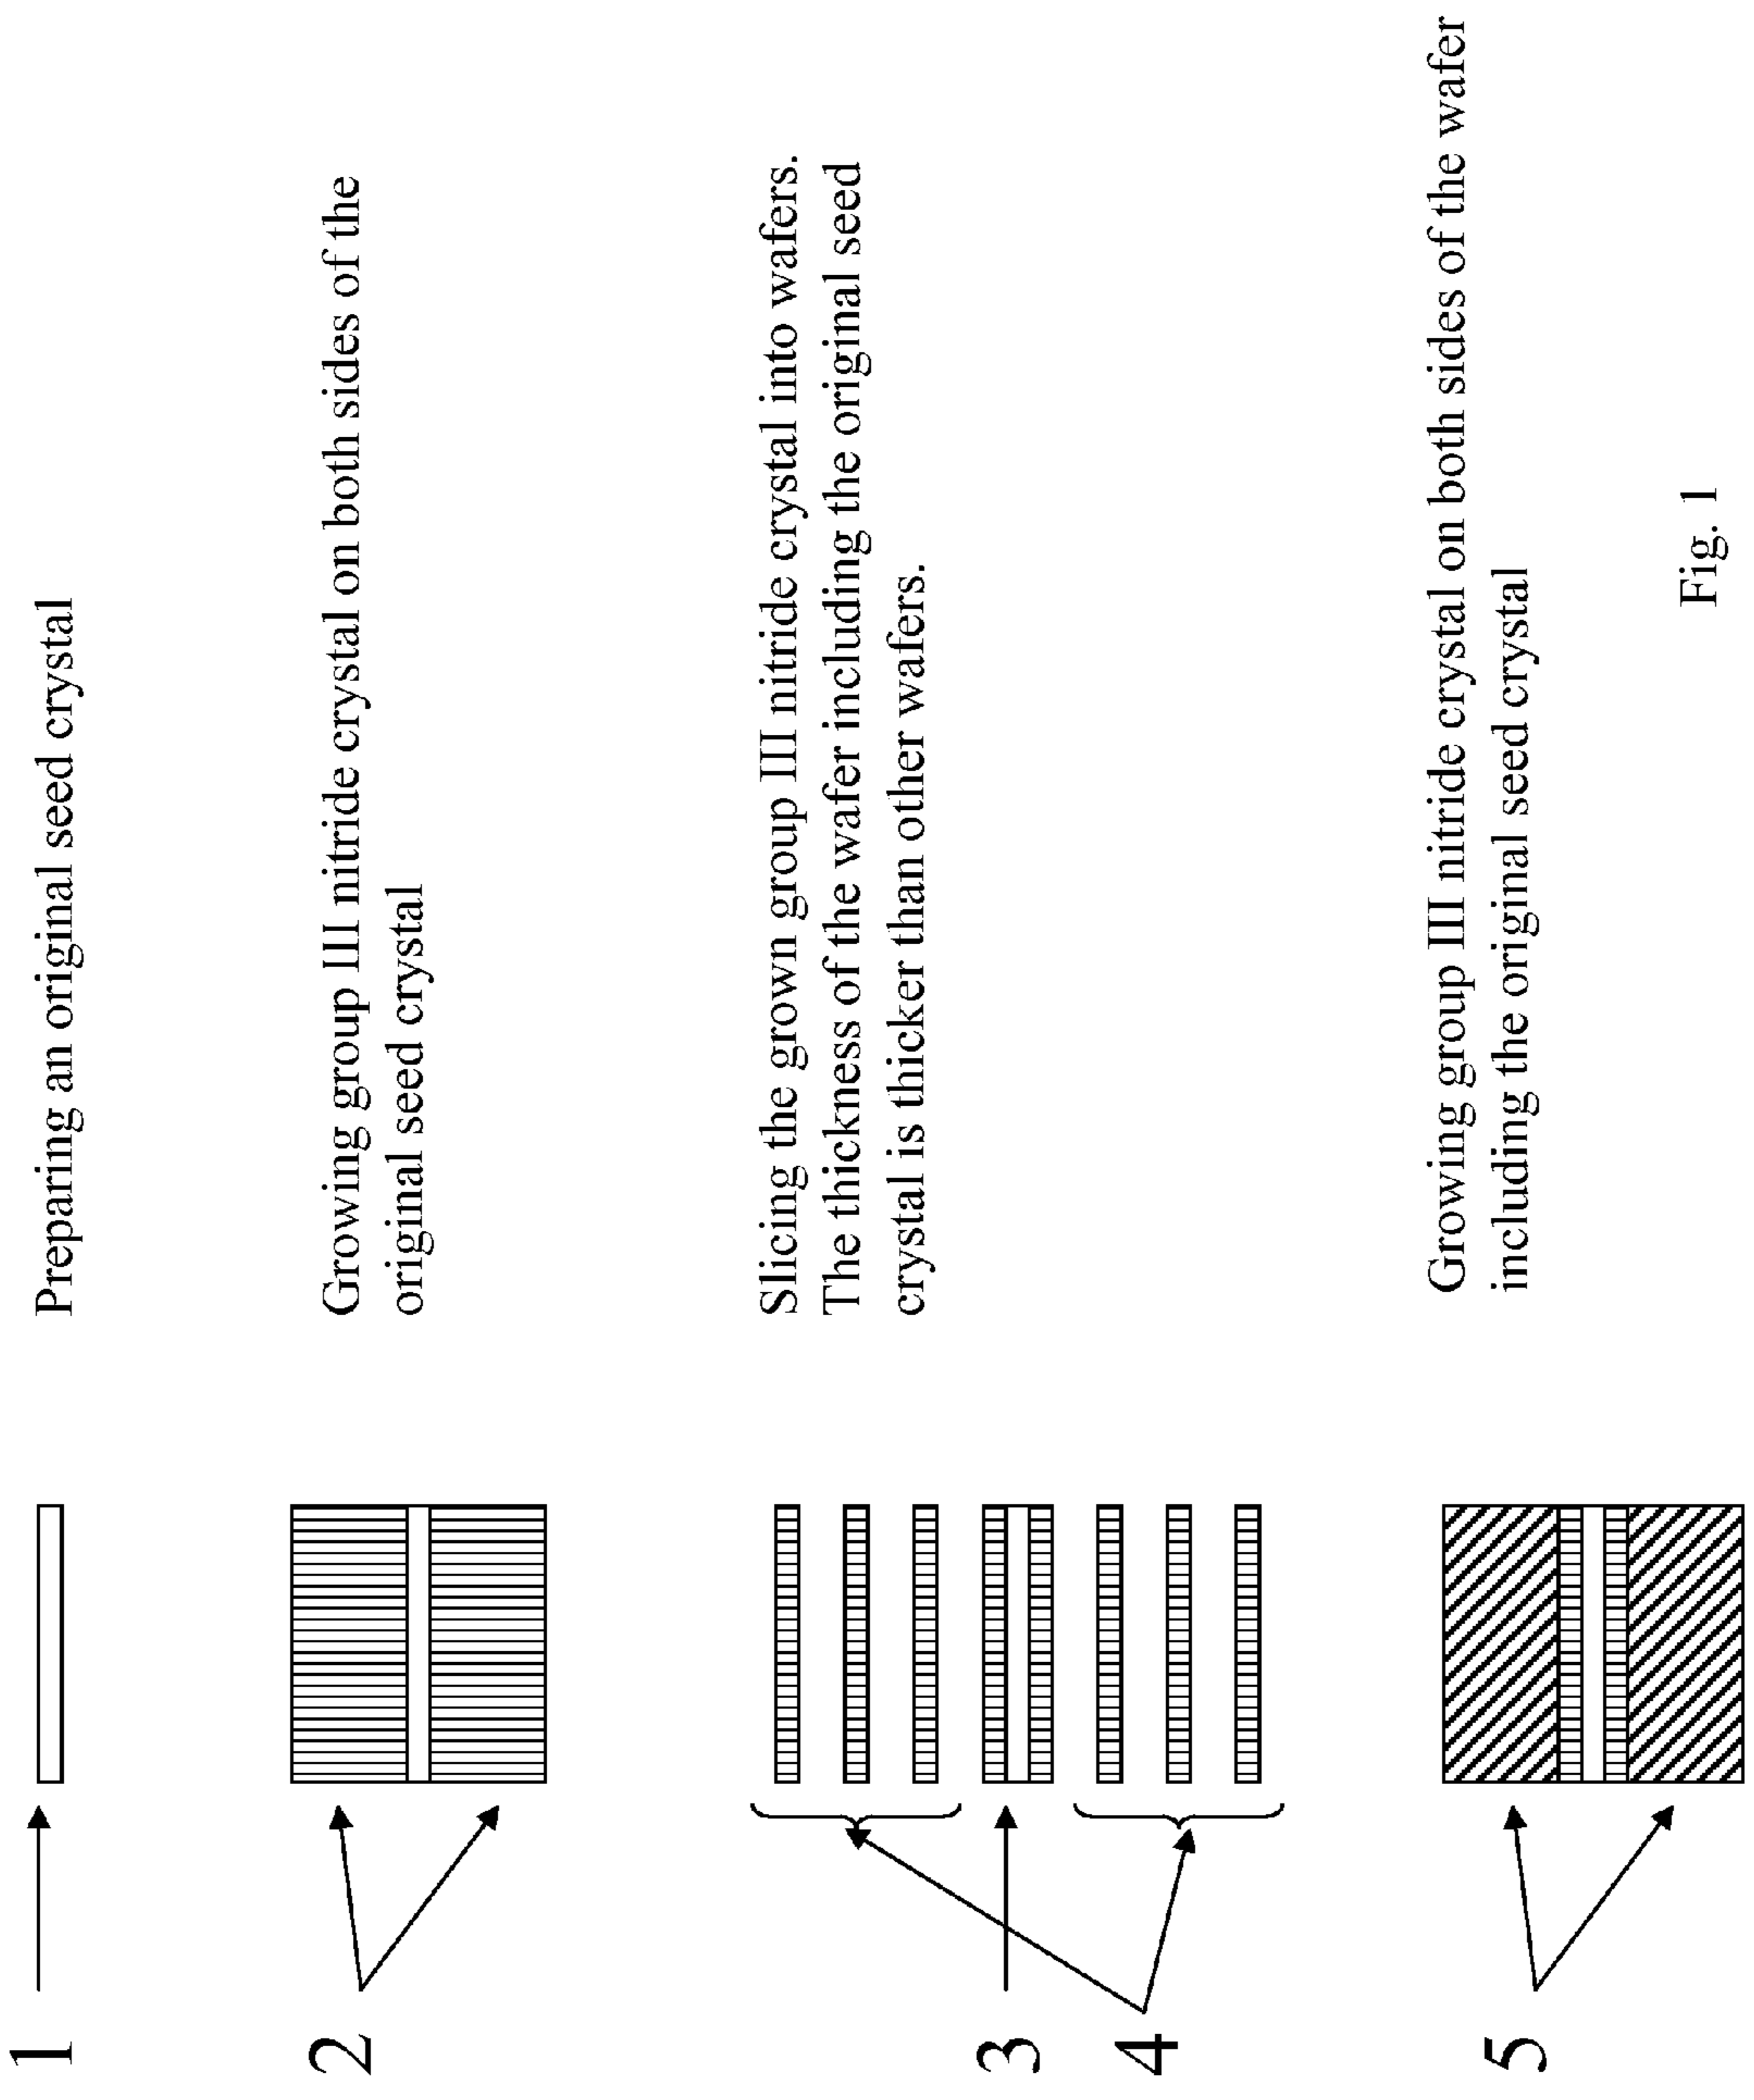 1
Preparing an original seed crystal
2
Growing group III nitride crystal on both sides of the
original seed crystal
Slicing the grown group III nitride crystal into wafers.
The thickness of the wafer including the original seed
crystal is thicker than other wafers.
3
4
5
Growing group III nitride crystal on both sides of the wafer
including the original seed crystal
Fig. 1